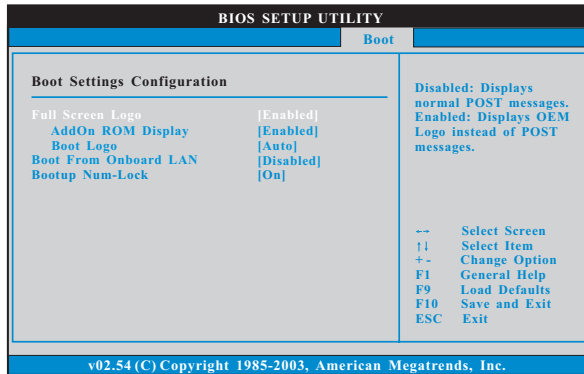 BIOS SETUP UTILITY
Boot
Boot Settings Configuration
Full Screen Logo [Enabled]
AddOn ROM Display [Enabled]
Boot Logo [Auto]
Boot From Onboard LAN [Disabled]
Bootup Num-Lock [On]
Disabled: Displays
normal POST messages.
Enabled: Displays OEM
Logo instead of POST
messages.
←→ Select Screen
↑↓ Select Item
+ - Change Option
F1 General Help
F9 Load Defaults
F10 Save and Exit
ESC Exit
v02.54 (C) Copyright 1985-2003, American Megatrends, Inc.